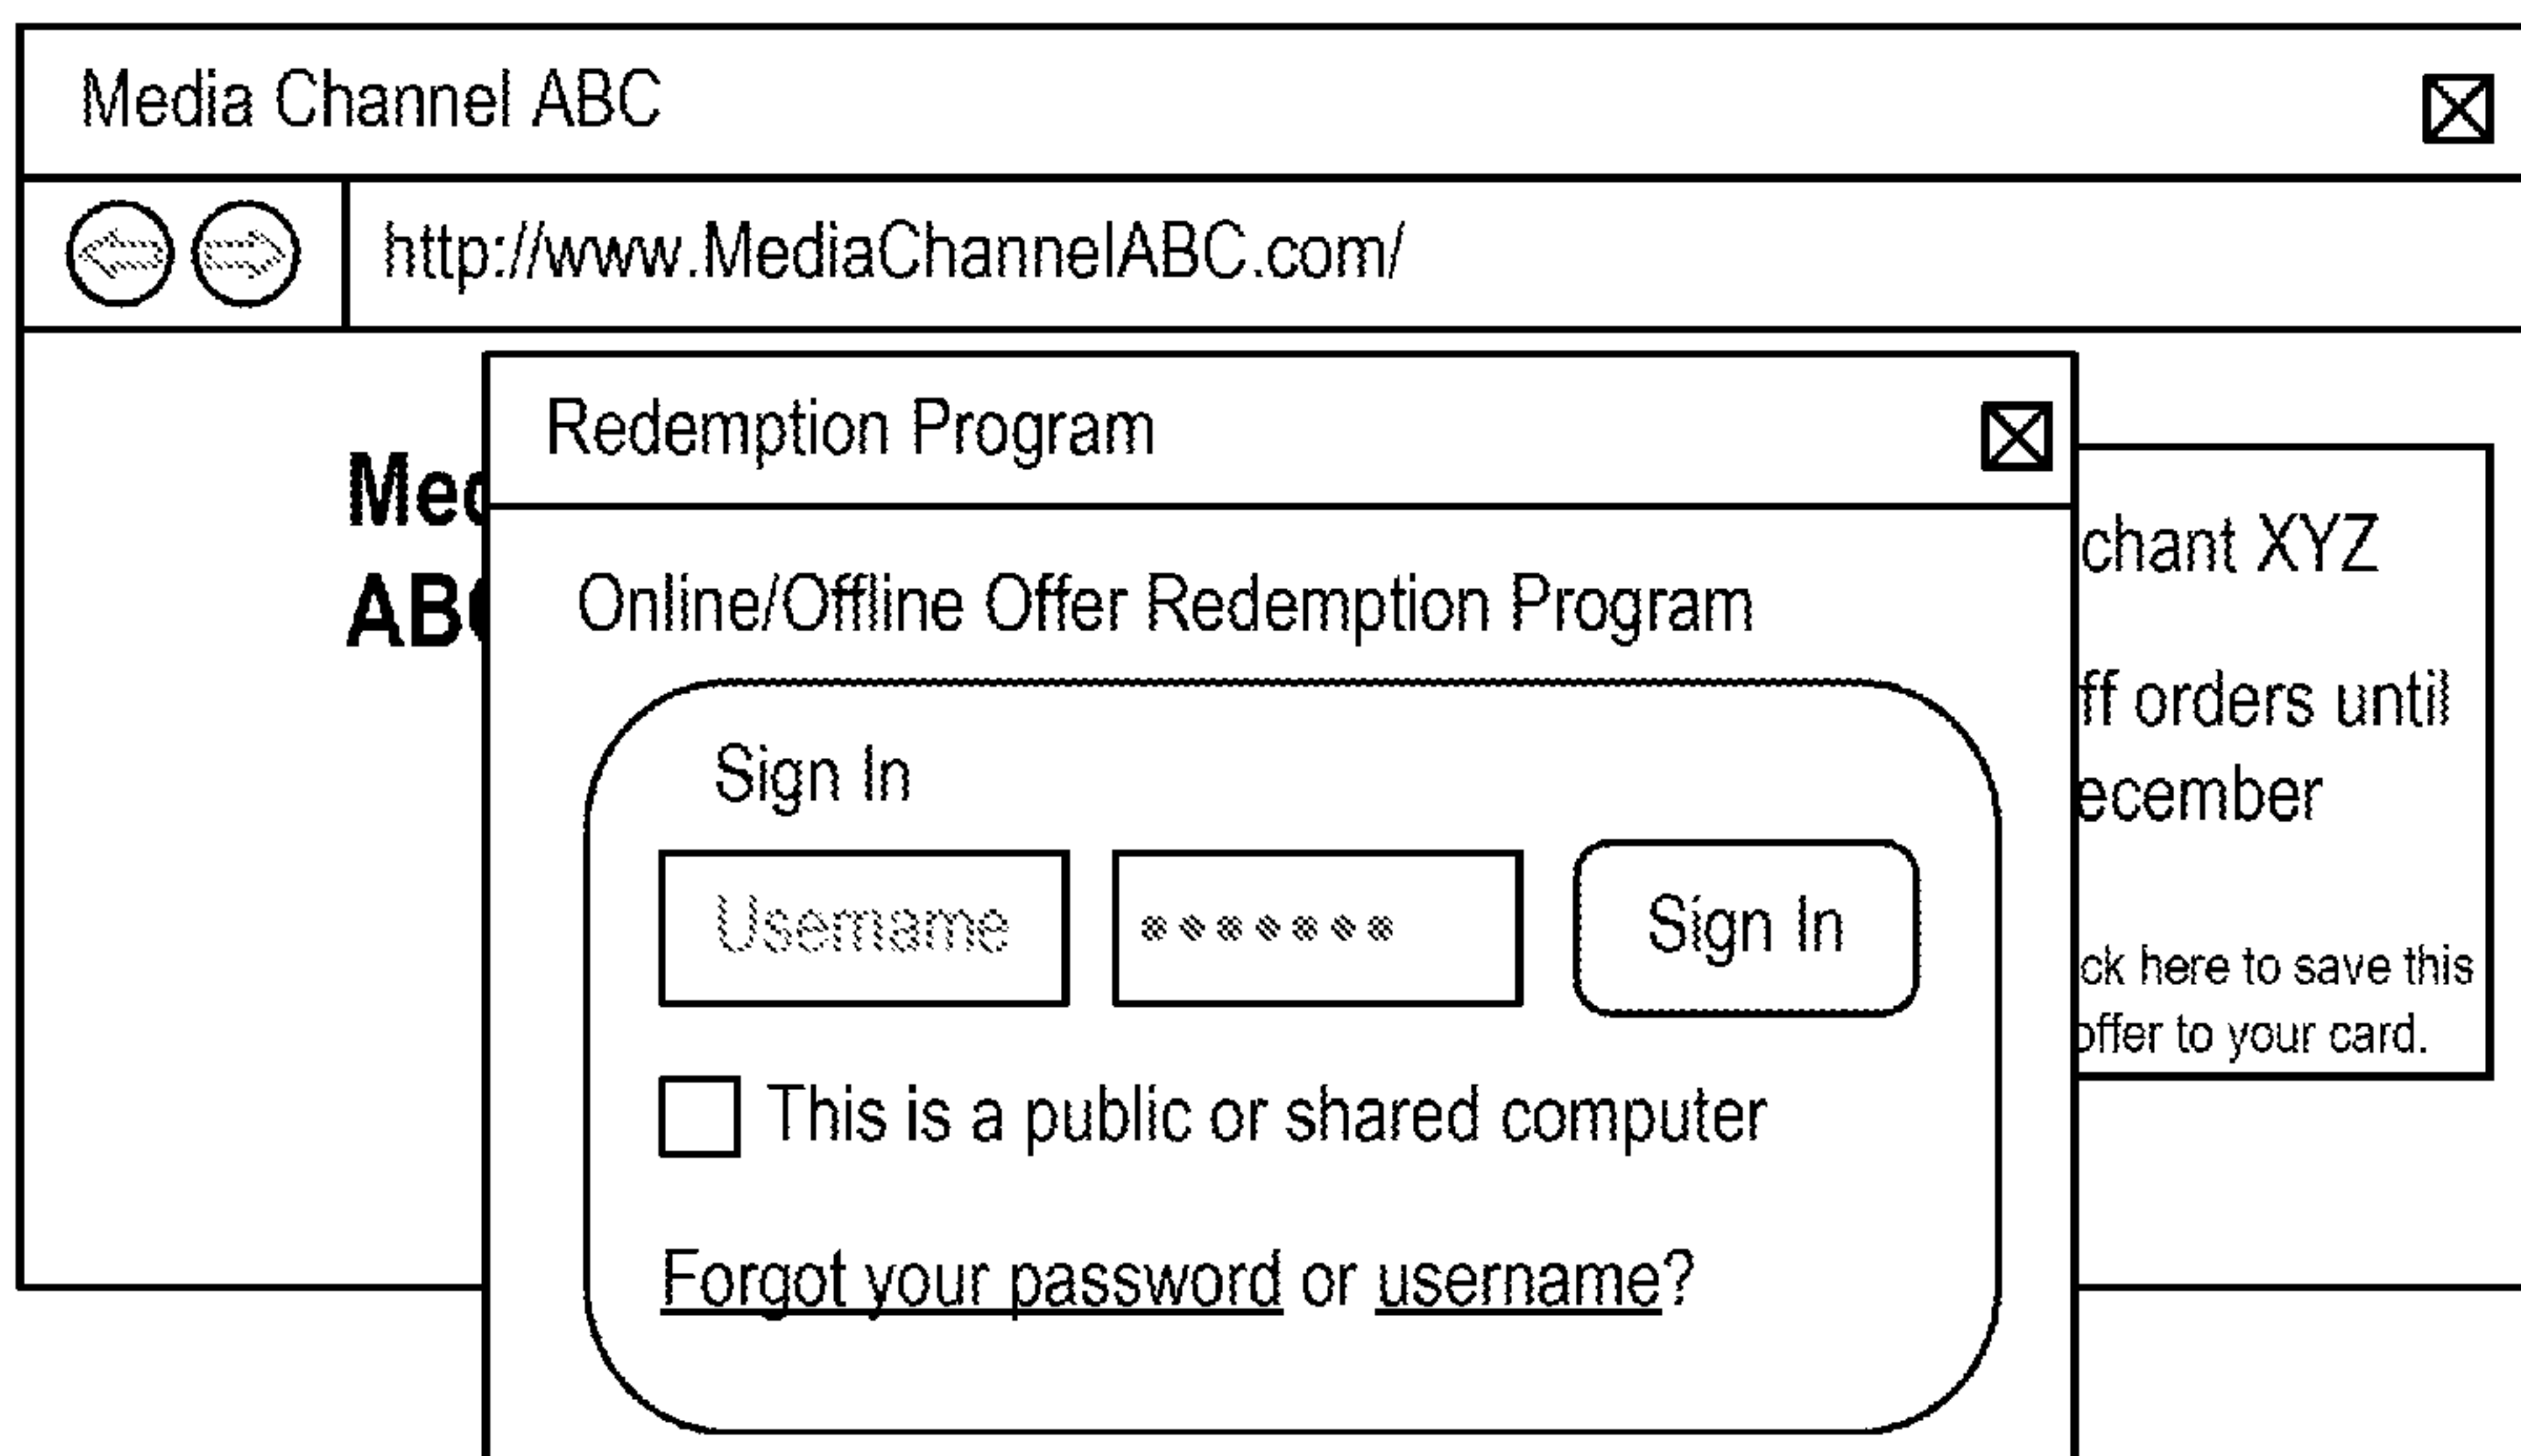 Media Channel ABC
http://www.MediaChannelABC.com/
Redemption Program
Med
ABC
chant XYZ
Online/Offline Offer Redemption Program
ff orders until
Sign In
ecember
Username ••••••• Sign In
ck here to save this
offer to your card.
This is a public or shared computer
Forgot your password or username?